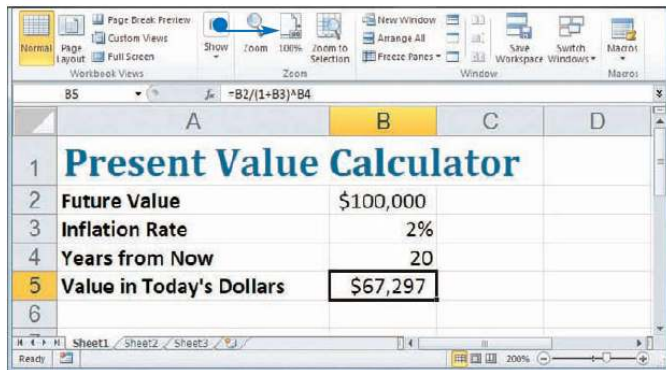 Normal Page Layout Page Break Preview Custom Views Full Screen Show Zoom 100% Zoom to Selection New Window Arrange All Freeze Panes Save Workspace Switch Windows Macros
Workbook Views Zoom Window Macros
B5 fx =B2/(1+B3)^B4
A B C D
1 Present Value Calculator
2 Future Value $100,000
3 Inflation Rate 2%
4 Years from Now 20
5 Value in Today's Dollars $67,297
6
Sheet1 Sheet2 Sheet3
Ready 200%